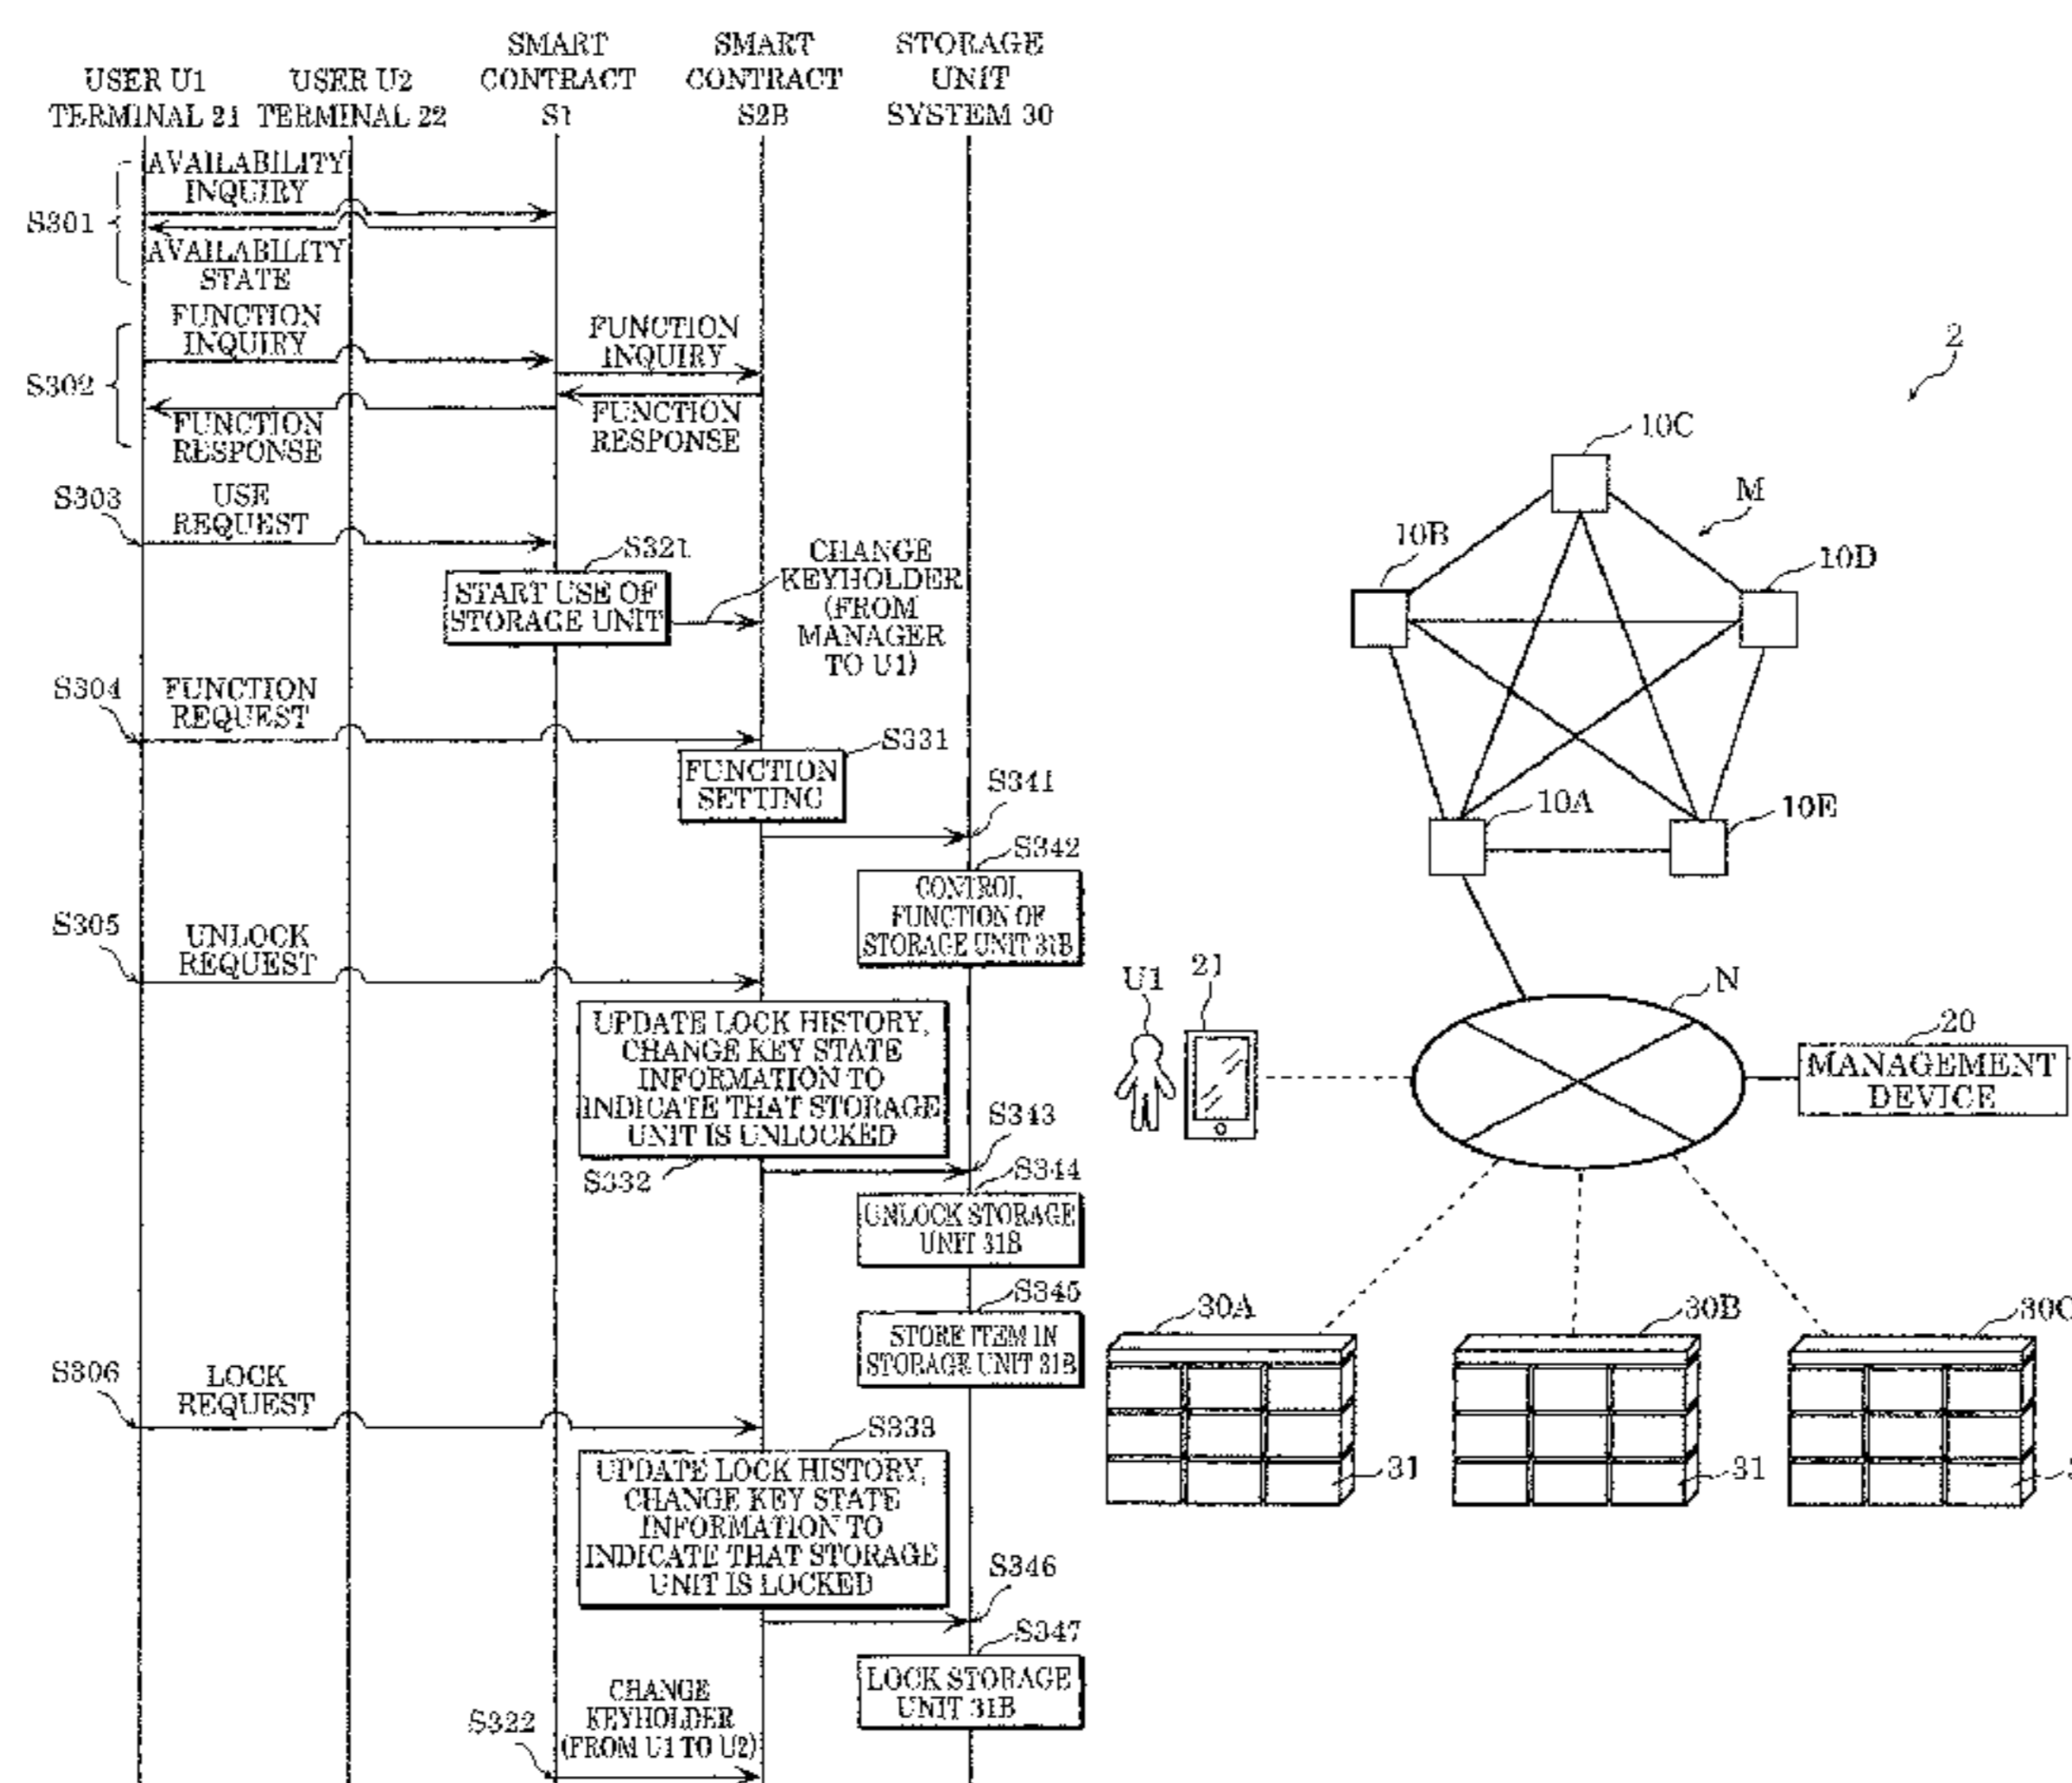 USER U1
TERMINAL 21
USER U2
TERMINAL 22
SMART
CONTRACT
S1
SMART
CONTRACT
S2B
STORAGE
UNIT
SYSTEM 30
S301
AVAILABILITY
INQUIRY
AVAILABILITY
STATE
S302
FUNCTION
INQUIRY
FUNCTION
INQUIRY
FUNCTION
RESPONSE
FUNCTION
RESPONSE
S303
USE
REQUEST
S321
START USE OF
STORAGE UNIT
CHANGE
KEYHOLDER
(FROM
MANAGER
TO U1)
S304
FUNCTION
REQUEST
S331
FUNCTION
SETTING
S341
S342
CONTROL
FUNCTION OF
STORAGE UNIT 31B
S305
UNLOCK
REQUEST
UPDATE LOCK HISTORY,
CHANGE KEY STATE
INFORMATION TO
INDICATE THAT STORAGE
UNIT IS UNLOCKED
S332
S343
S344
UNLOCK STORAGE
UNIT 31B
S345
STORE ITEM IN
STORAGE UNIT 31B
S306
LOCK
REQUEST
S333
UPDATE LOCK HISTORY,
CHANGE KEY STATE
INFORMATION TO
INDICATE THAT STORAGE
UNIT IS LOCKED
S346
S347
LOCK STORAGE
UNIT 31B
S322
CHANGE
KEYHOLDER
(FROM U1 TO U2)
2
10C
M
10B
10D
10A
10E
N
U1
21
20
MANAGEMENT
DEVICE
30A
30B
30C
31
31